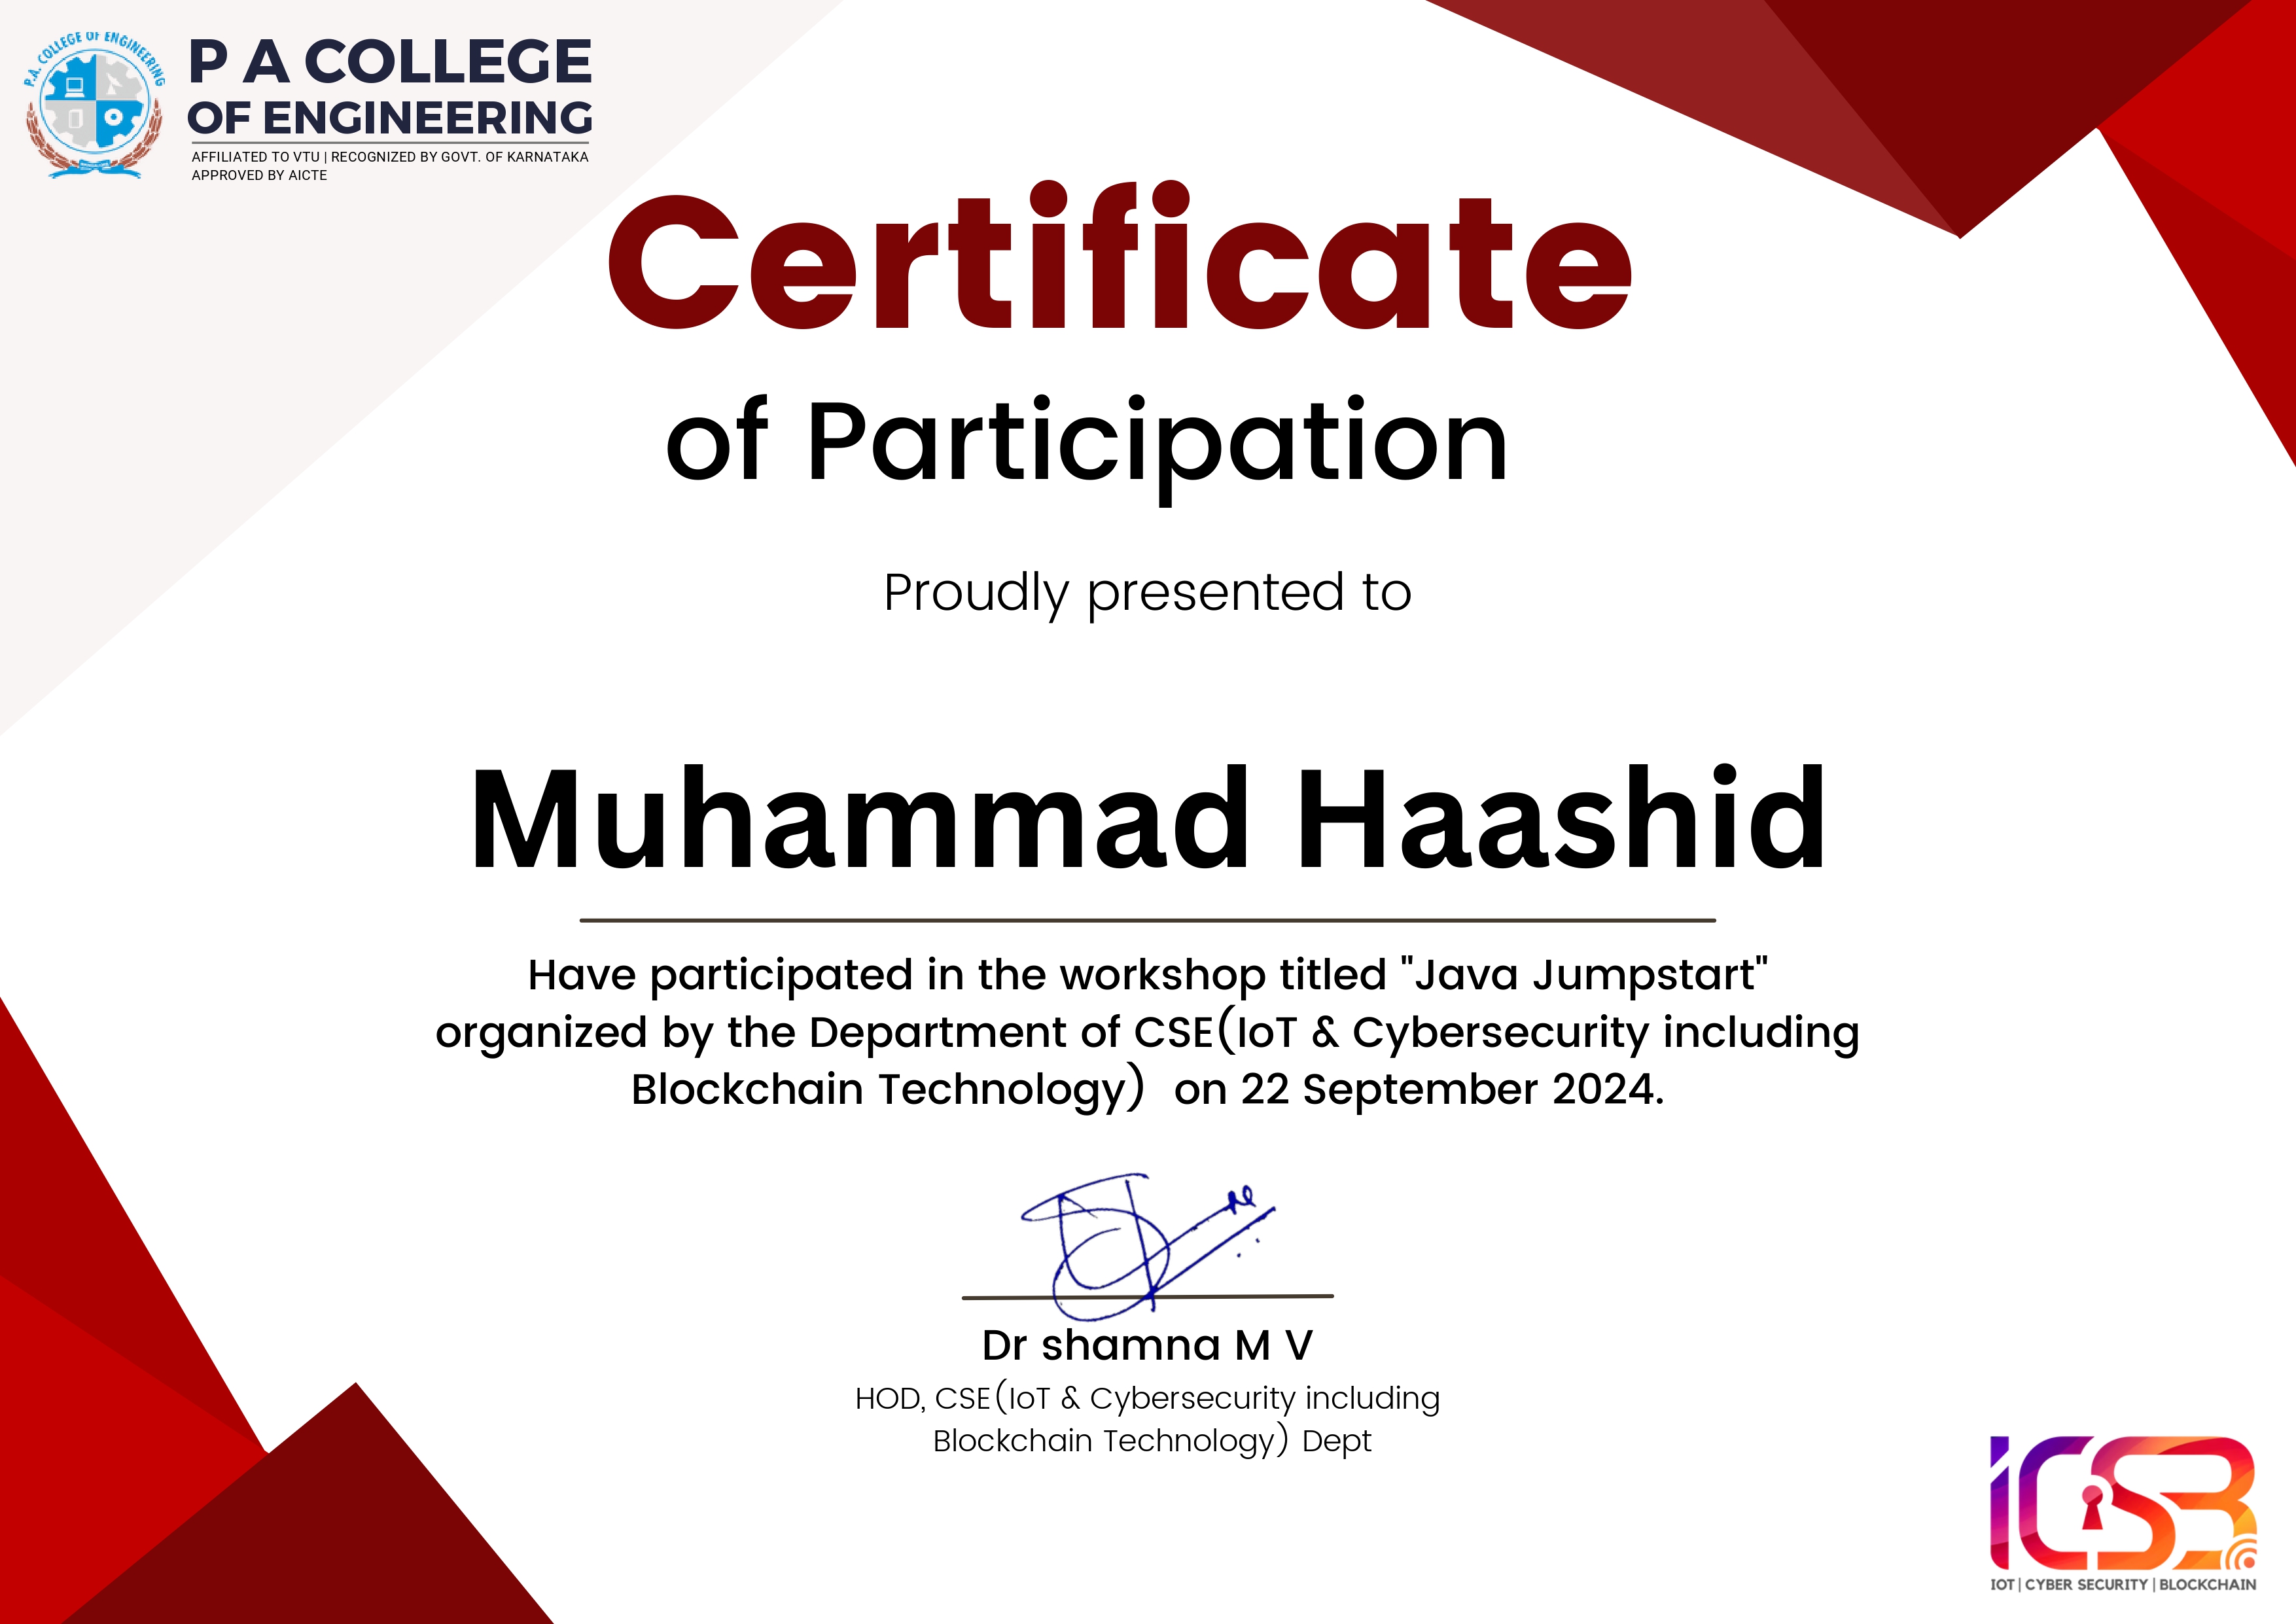 P.A. COLLEGE OF ENGINEERING
P A COLLEGE
OF ENGINEERING
AFFILIATED TO VTU | RECOGNIZED BY GOVT. OF KARNATAKA
APPROVED BY AICTE
Certificate
of Participation
Proudly presented to
Muhammad Haashid
Have participated in the workshop titled "Java Jumpstart"
organized by the Department of CSE(IoT & Cybersecurity including
Blockchain Technology)  on 22 September 2024.
Dr shamna M V
HOD, CSE(IoT & Cybersecurity including
Blockchain Technology) Dept
ICSB
IOT | CYBER SECURITY | BLOCKCHAIN